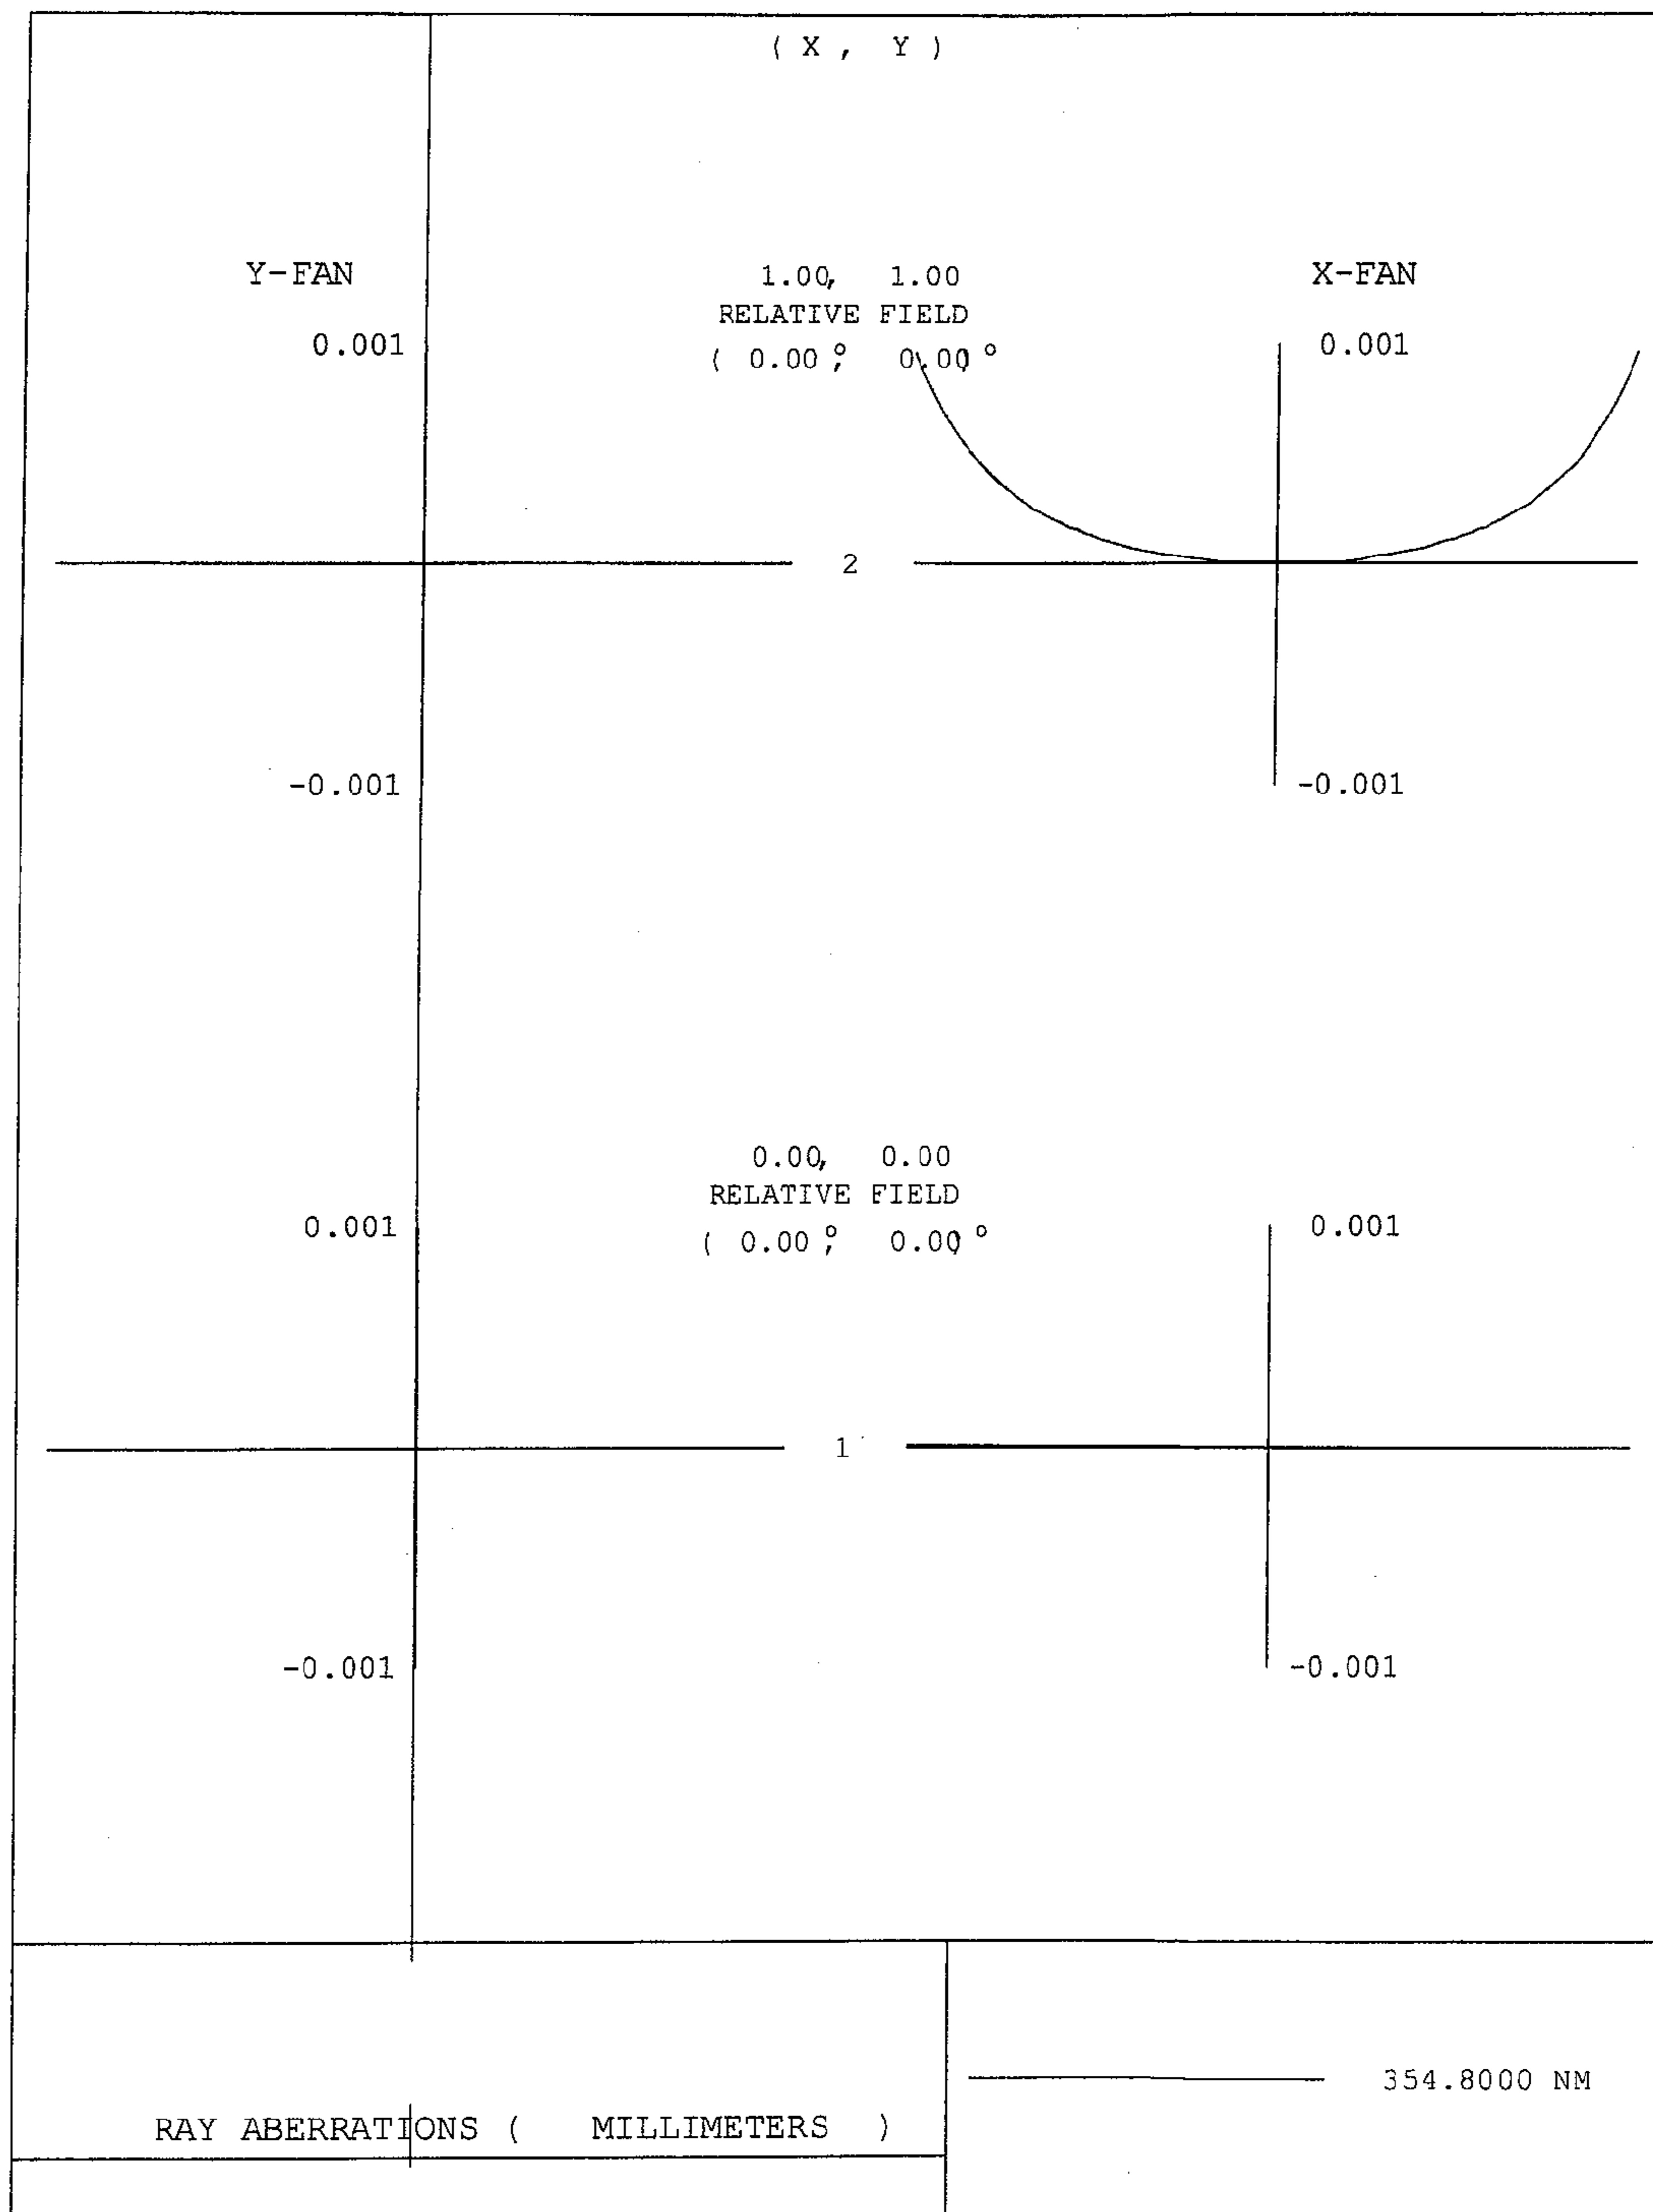 ( X , Y )
Y-FAN
1.00, 1.00
X-FAN
RELATIVE FIELD
0.001
( 0.00°, 0.00)°
0.001
2
-0.001
-0.001
0.00, 0.00
RELATIVE FIELD
0.001
( 0.00°, 0.00)°
0.001
1
-0.001
-0.001
354.8000 NM
RAY ABERRATIONS ( MILLIMETERS )